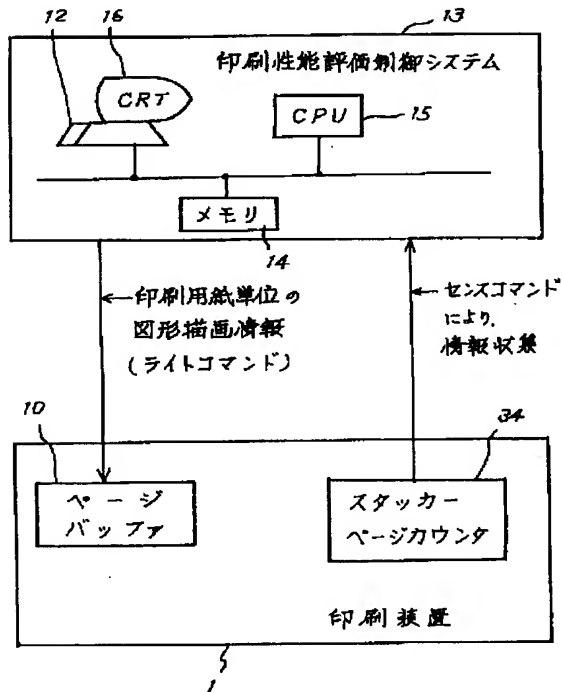 12
16
13
印刷性能評価制御システム
CRT
CPU
15
メモリ
14
印刷用紙単位の
図形描画情報
(ライトコマンド)
センスコマンド
により,
情報状態
10
34
ページ
バッファ
スタッカー
ページカウンタ
印刷装置
1